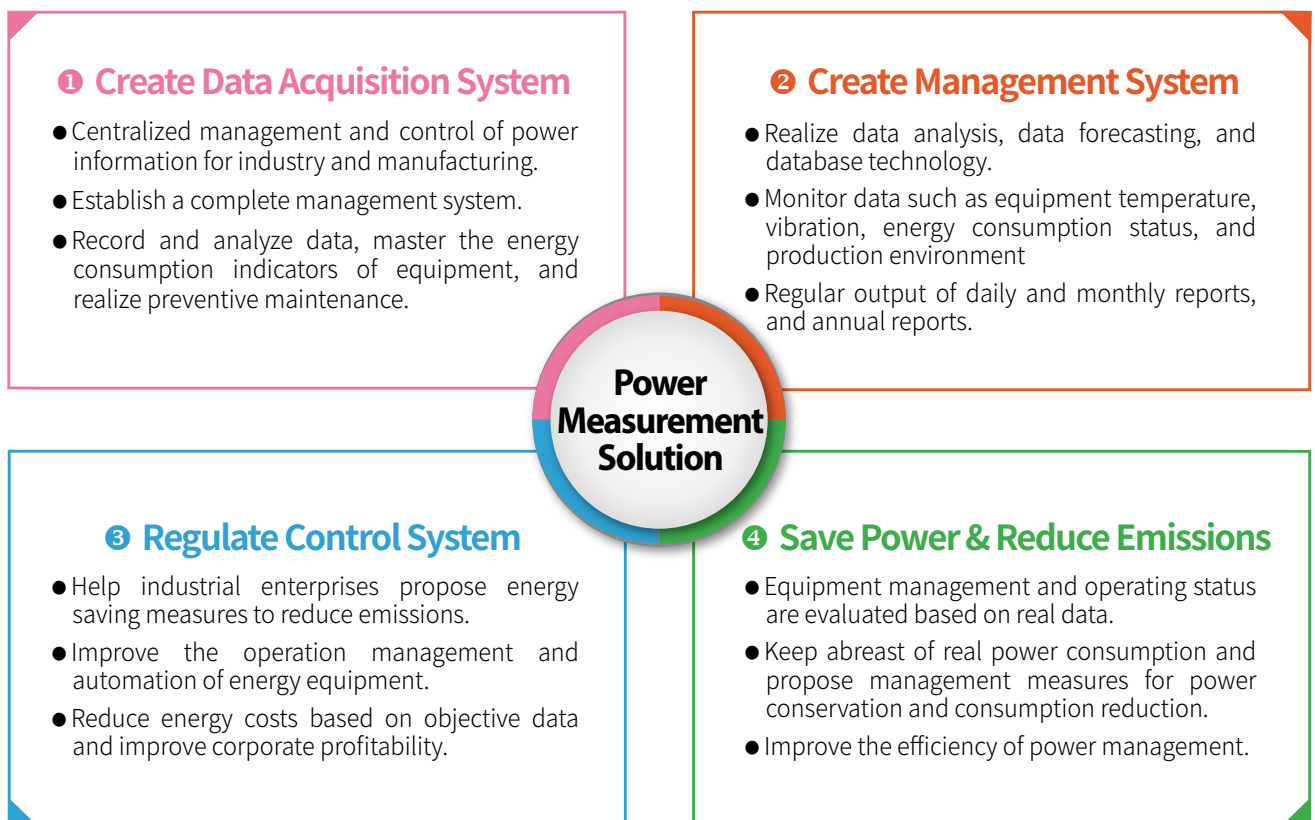 ❶ Create Data Acquisition System
● Centralized management and control of power
information for industry and manufacturing.
● Establish a complete management system.
● Record and analyze data, master the energy
consumption indicators of equipment, and
realize preventive maintenance.
❷ Create Management System
● Realize data analysis, data forecasting, and
database technology.
● Monitor data such as equipment temperature,
vibration, energy consumption status, and
production environment
● Regular output of daily and monthly reports,
and annual reports.
Power
Measurement
Solution
❸ Regulate Control System
● Help industrial enterprises propose energy
saving measures to reduce emissions.
● Improve the operation management and
automation of energy equipment.
● Reduce energy costs based on objective data
and improve corporate profitability.
❹ Save Power & Reduce Emissions
● Equipment management and operating status
are evaluated based on real data.
● Keep abreast of real power consumption and
propose management measures for power
conservation and consumption reduction.
● Improve the efficiency of power management.